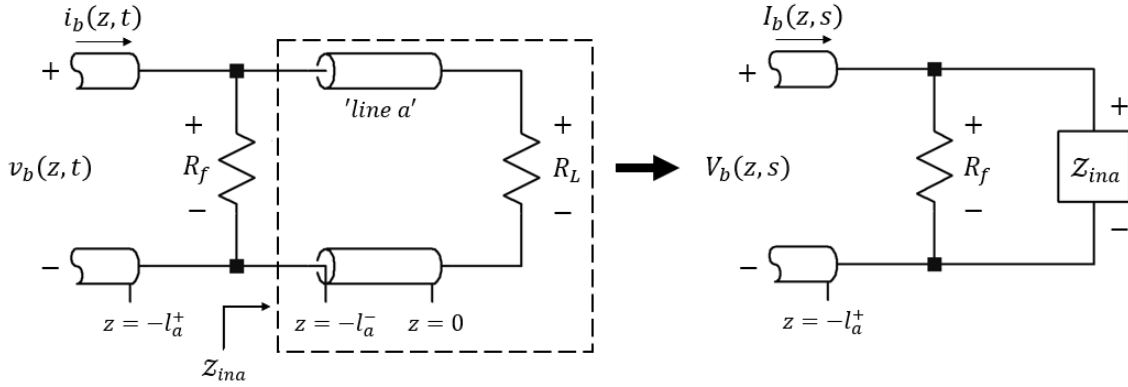 i_b(z, t)
+
'line a'
+
+
v_b(z, t)
R_f
R_L
−
−
−
z = −l_a^+
z = −l_a^−
z = 0
Z_ina
I_b(z, s)
+
+
+
V_b(z, s)
R_f
Z_ina
−
−
−
z = −l_a^+